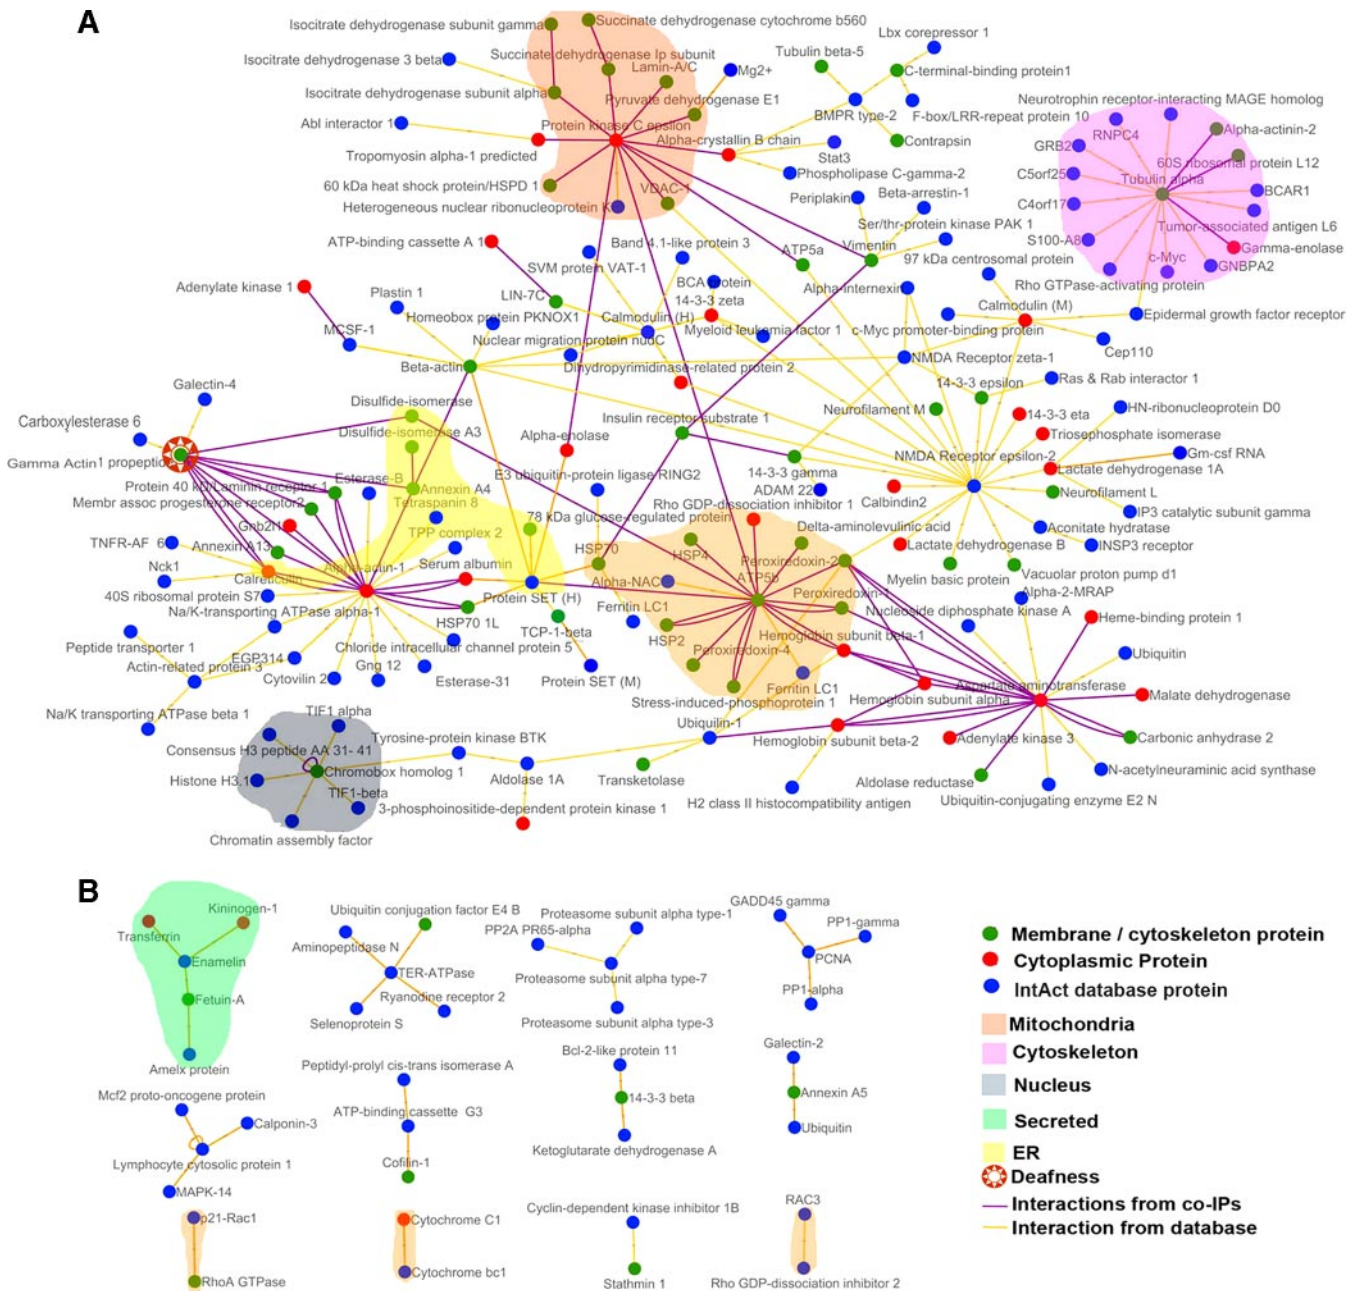 A
Isocitrate dehydrogenase subunit gamma
Succinate dehydrogenase cytochrome b560
Lbx corepressor 1
Isocitrate dehydrogenase 3 beta
Succinate dehydrogenase Ip subunit
Tubulin beta-5
Lamin-A/C
Mg2+
C-terminal-binding protein1
Isocitrate dehydrogenase subunit alpha
Pyruvate dehydrogenase E1
Neurotrophin receptor-interacting MAGE homolog
BMPR type-2
F-box/LRR-repeat protein 10
Abl interactor 1
Protein kinase C epsilon
Alpha-crystallin B chain
Contrapsin
RNPC4
Alpha-actinin-2
GRB2
Tropomyosin alpha-1 predicted
Stat3
60S ribosomal protein L12
Phospholipase C-gamma-2
C5orf25
Tubulin alpha
60 kDa heat shock protein/HSPD 1
VDAC-1
Periplakin
Beta-arrestin-1
BCAR1
Heterogeneous nuclear ribonucleoprotein K
C4orf17
Ser/thr-protein kinase PAK 1
Tumor-associated antigen L6
ATP-binding cassette A 1
Band 4.1-like protein 3
ATP5a
Vimentin
S100-A8
Gamma-enolase
97 kDa centrosomal protein
c-Myc
GNBPA2
SVM protein VAT-1
BCA protein
Alpha-internexin
Rho GTPase-activating protein
Adenylate kinase 1
Plastin 1
LIN-7C
14-3-3 zeta
Calmodulin (M)
Homeobox protein PKNOX1
Calmodulin (H)
Epidermal growth factor receptor
MCSF-1
Myeloid leukemia factor 1
c-Myc promoter-binding protein
Nuclear migration protein nudC
Cep110
Beta-actin
Dihydropyrimidinase-related protein 2
NMDA Receptor zeta-1
Galectin-4
14-3-3 epsilon
Ras & Rab interactor 1
Disulfide-isomerase
Insulin receptor substrate 1
Neurofilament M
HN-ribonucleoprotein D0
Carboxylesterase 6
14-3-3 eta
Disulfide-isomerase A3
Alpha-enolase
Triosephosphate isomerase
Gamma Actin1 propeptide
NMDA Receptor epsilon-2
Gm-csf RNA
Esterase-B
E3 ubiquitin-protein ligase RING2
14-3-3 gamma
Lactate dehydrogenase 1A
Protein 40 kD/Laminin receptor 1
Annexin A4
ADAM 22
Calbindin2
Neurofilament L
Membr assoc progesterone receptor2
Tetraspanin 8
Rho GDP-dissociation inhibitor 1
IP3 catalytic subunit gamma
Gnb2l1
TPP complex 2
78 kDa glucose-regulated protein
Delta-aminolevulinic acid
Aconitate hydratase
TNFR-AF 6
Annexin A13
HSP70
HSP4
Lactate dehydrogenase B
INSP3 receptor
Nck1
Calreticulin
Alpha-actin-1
Serum albumin
Peroxiredoxin-2
Myelin basic protein
Vacuolar proton pump d1
Alpha-NAC
ATP5b
Alpha-2-MRAP
40S ribosomal protein S7
Protein SET (H)
Peroxiredoxin-1
Na/K-transporting ATPase alpha-1
HSP70 1L
Ferritin LC1
Nucleoside diphosphate kinase A
Heme-binding protein 1
Peptide transporter 1
Chloride intracellular channel protein 5
TCP-1-beta
HSP2
Hemoglobin subunit beta-1
Ubiquitin
Actin-related protein 3
EGP314
Gng 12
Peroxiredoxin-4
Cytovilin 2
Esterase-31
Protein SET (M)
Ferritin LC1
Aspartate aminotransferase
Stress-induced-phosphoprotein 1
Hemoglobin subunit alpha
Malate dehydrogenase
Na/K transporting ATPase beta 1
TIF1 alpha
Ubiquilin-1
Consensus H3 peptide AA 31- 41
Tyrosine-protein kinase BTK
Hemoglobin subunit beta-2
Adenylate kinase 3
Carbonic anhydrase 2
Histone H3.1
Chromobox homolog 1
Aldolase 1A
Transketolase
Aldolase reductase
N-acetylneuraminic acid synthase
TIF1-beta
3-phosphoinositide-dependent protein kinase 1
H2 class II histocompatibility antigen
Ubiquitin-conjugating enzyme E2 N
Chromatin assembly factor
B
Kininogen-1
Transferrin
Enamelin
Fetuin-A
Amelx protein
Ubiquitin conjugation factor E4 B
Aminopeptidase N
TER-ATPase
Ryanodine receptor 2
Selenoprotein S
Proteasome subunit alpha type-1
PP2A PR65-alpha
Proteasome subunit alpha type-7
Proteasome subunit alpha type-3
GADD45 gamma
PP1-gamma
PCNA
PP1-alpha
Mcf2 proto-oncogene protein
Calponin-3
Lymphocyte cytosolic protein 1
MAPK-14
Peptidyl-prolyl cis-trans isomerase A
ATP-binding cassette G3
Cofilin-1
Bcl-2-like protein 11
14-3-3 beta
Ketoglutarate dehydrogenase A
Galectin-2
Annexin A5
Ubiquitin
p21-Rac1
RhoA GTPase
Cytochrome C1
Cytochrome bc1
Cyclin-dependent kinase inhibitor 1B
Stathmin 1
RAC3
Rho GDP-dissociation inhibitor 2
Membrane / cytoskeleton protein
Cytoplasmic Protein
IntAct database protein
Mitochondria
Cytoskeleton
Nucleus
Secreted
ER
Deafness
Interactions from co-IPs
Interaction from database